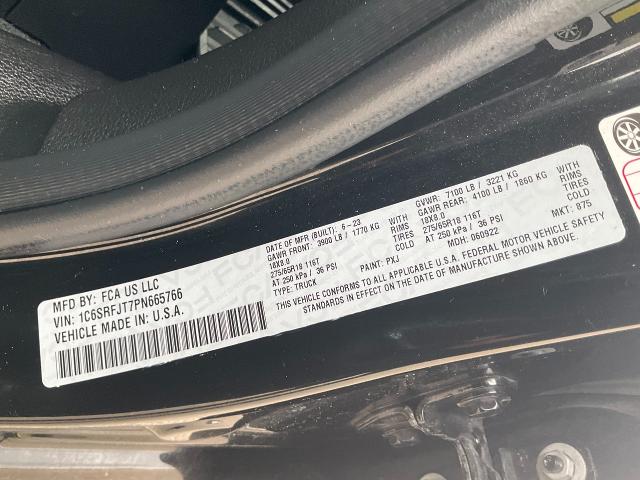 MFD BY: FCA US LLC
VIN: 1C6SRFJT7PN665766
VEHICLE MADE IN U.S.A.
DATE OF MFR (BUILT): 6-23
GAWR FRONT: 3900 LB / 1770 KG WITH
18X8.0 RIMS
275/65R18 116T TIRES
AT 250 kPa / 36 PSI COLD
TYPE: TRUCK PAINT: PXJ
GVWR: 7100 LB / 3221 KG
GAWR REAR: 4100 LB / 1860 KG WITH
18X8.0 RIMS
275/65R18 116T TIRES
AT 250 kPa / 36 PSI COLD
MDH: 060922 MKT: 875
THIS VEHICLE CONFORMS TO ALL APPLICABLE U.S.A. FEDERAL MOTOR VEHICLE SAFETY
STANDARDS IN EFFECT ON THE DATE OF MANUFACTURE SHOWN ABOVE.